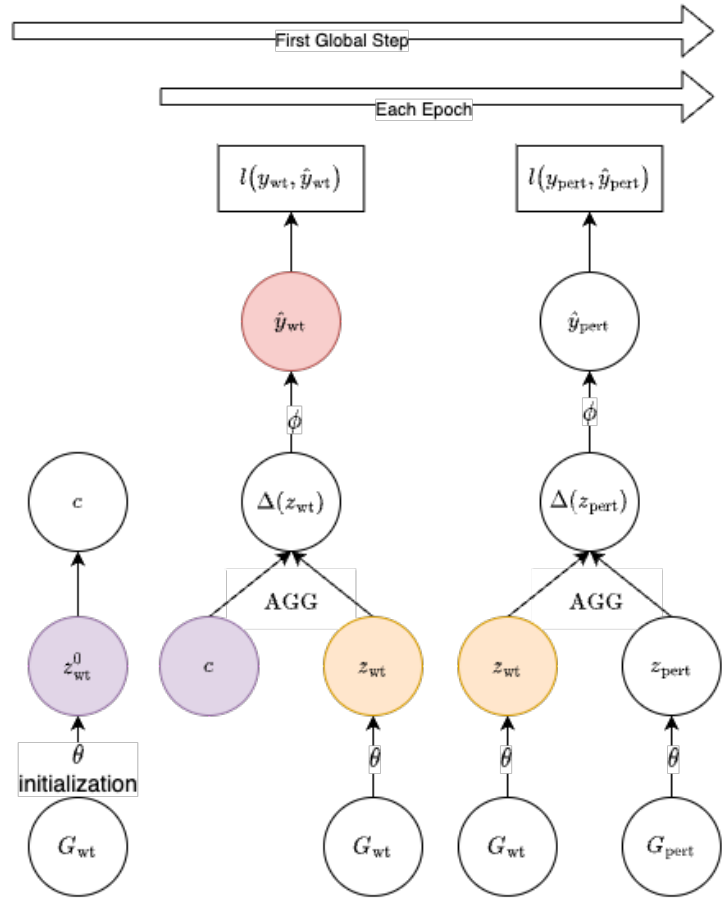 First Global Step
Each Epoch
l(y_wt, ŷ_wt) l(y_pert, ŷ_pert)
ŷ_wt ŷ_pert
ϕ ϕ
c Δ(z_wt) Δ(z_pert)
AGG AGG
z⁰_wt c z_wt z_wt z_pert
θ
initialization θ θ θ
G_wt G_wt G_wt G_pert